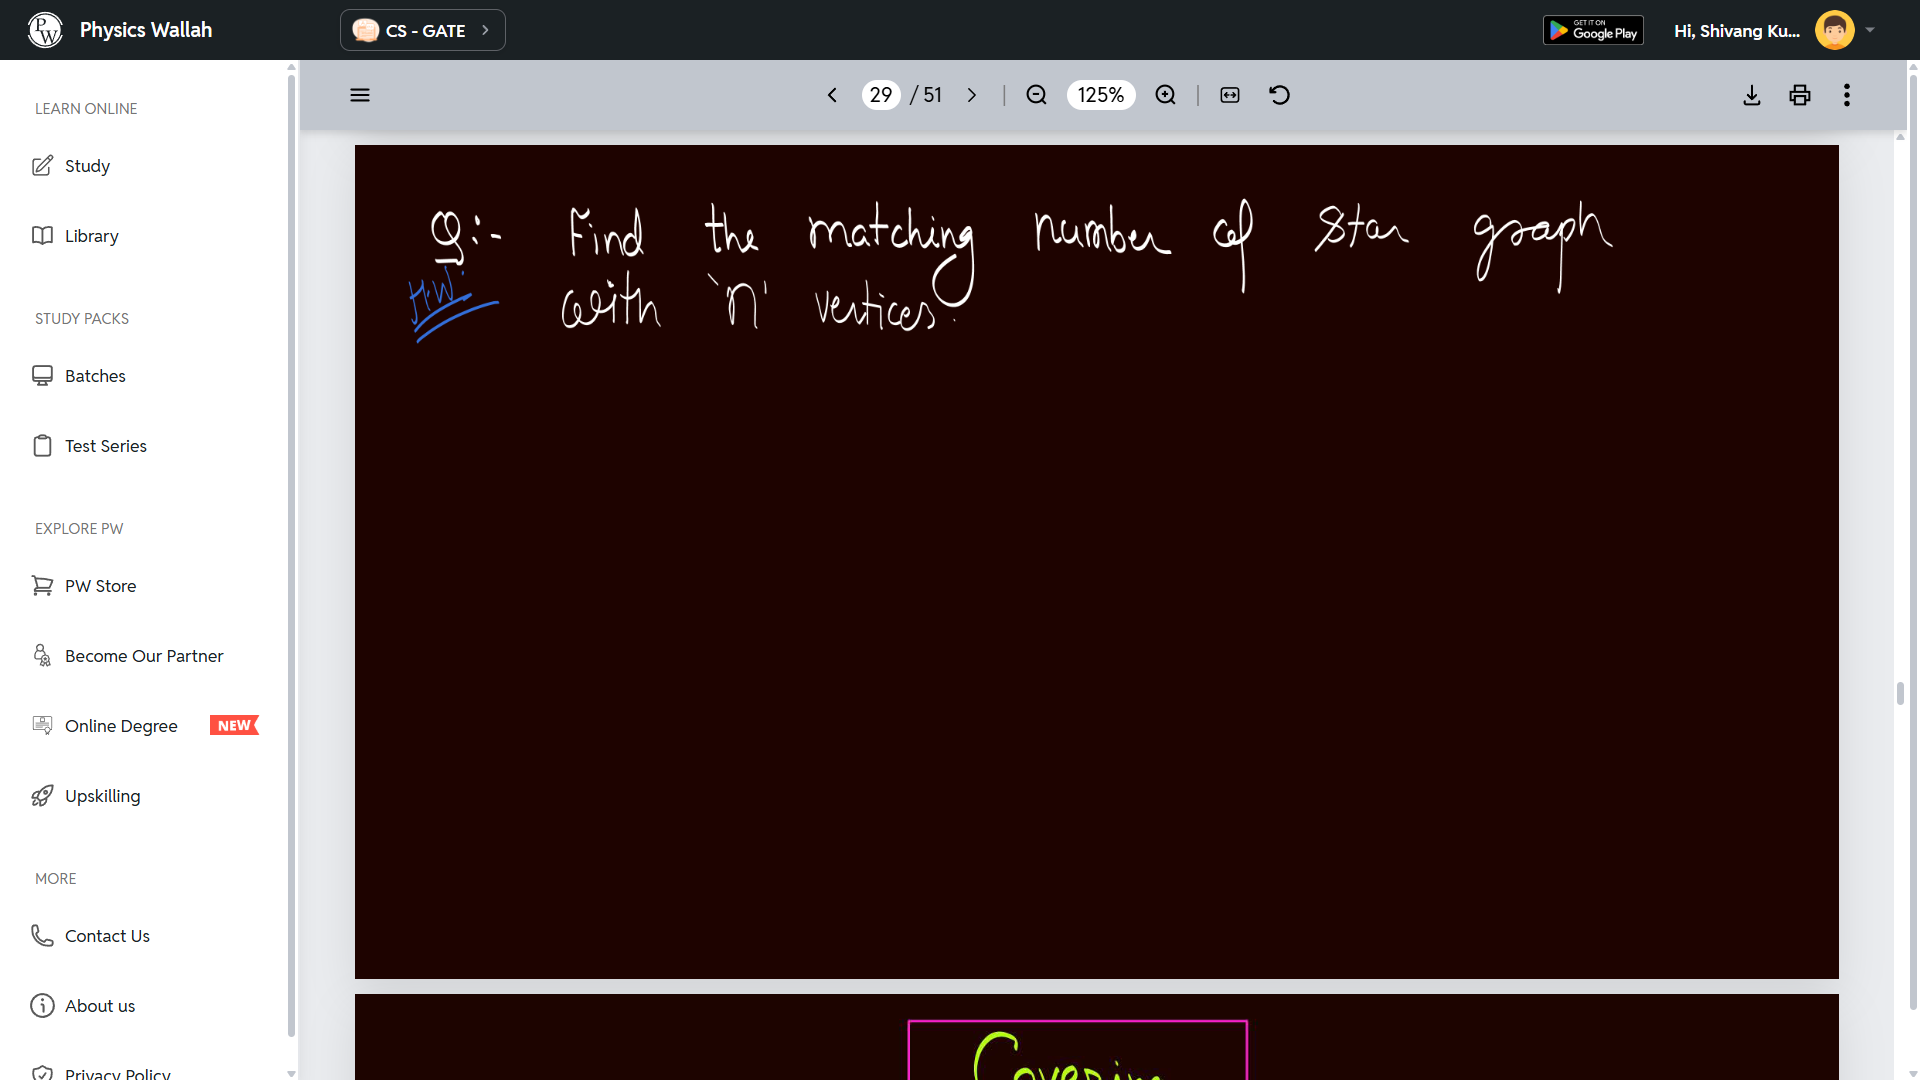 Physics Wallah
CS - GATE
GET IT ON
Google Play
Hi, Shivang Ku...
LEARN ONLINE
Study
Library
STUDY PACKS
Batches
Test Series
EXPLORE PW
PW Store
Become Our Partner
Online Degree NEW
Upskilling
MORE
Contact Us
About us
Privacy Policy
29 / 51
125%
Q:- Find the matching number of star graph
H.W. with 'n' vertices.
Covering